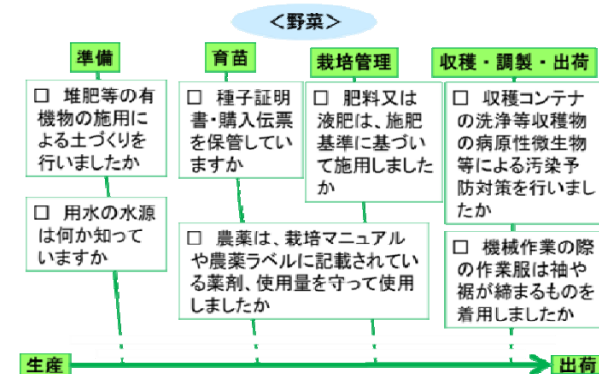 ＜野菜＞
準備
育苗
栽培管理
収穫・調製・出荷
□　堆肥等の有
機物の施用に
よる土づくりを
行いましたか
□　用水の水源
は何か知って
いますか
□　種子証明
書・購入伝票
を保管してい
ますか
□　肥料又は
液肥は、施肥
基準に基づい
て施用しました
か
□　農薬は、栽培マニュアル
や農薬ラベルに記載されてい
る薬剤、使用量を守って使用
しましたか
□　収穫コンテナ
の洗浄等収穫物
の病原性微生物
等による汚染予
防対策を行いまし
たか
□　機械作業の際
の作業服は袖や
裾が締まるものを
着用しましたか
生産
出荷